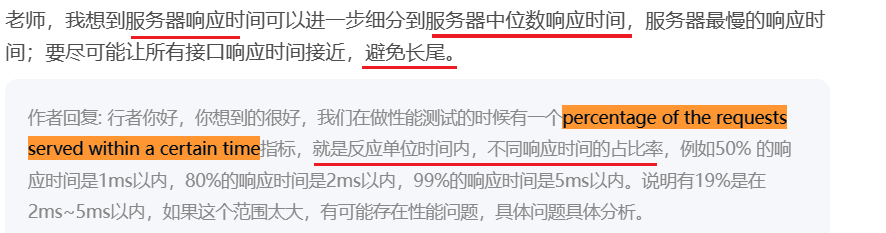 老师，我想到服务器响应时间可以进一步细分到服务器中位数响应时间，服务器最慢的响应时
间；要尽可能让所有接口响应时间接近，避免长尾。
作者回复: 行者你好，你想到的很好，我们在做性能测试的时候有一个percentage of the requests
served within a certain time指标，就是反应单位时间内，不同响应时间的占比率，例如50% 的响
应时间是1ms以内，80%的响应时间是2ms以内，99%的响应时间是5ms以内。说明有19%是在
2ms~5ms以内，如果这个范围太大，有可能存在性能问题，具体问题具体分析。